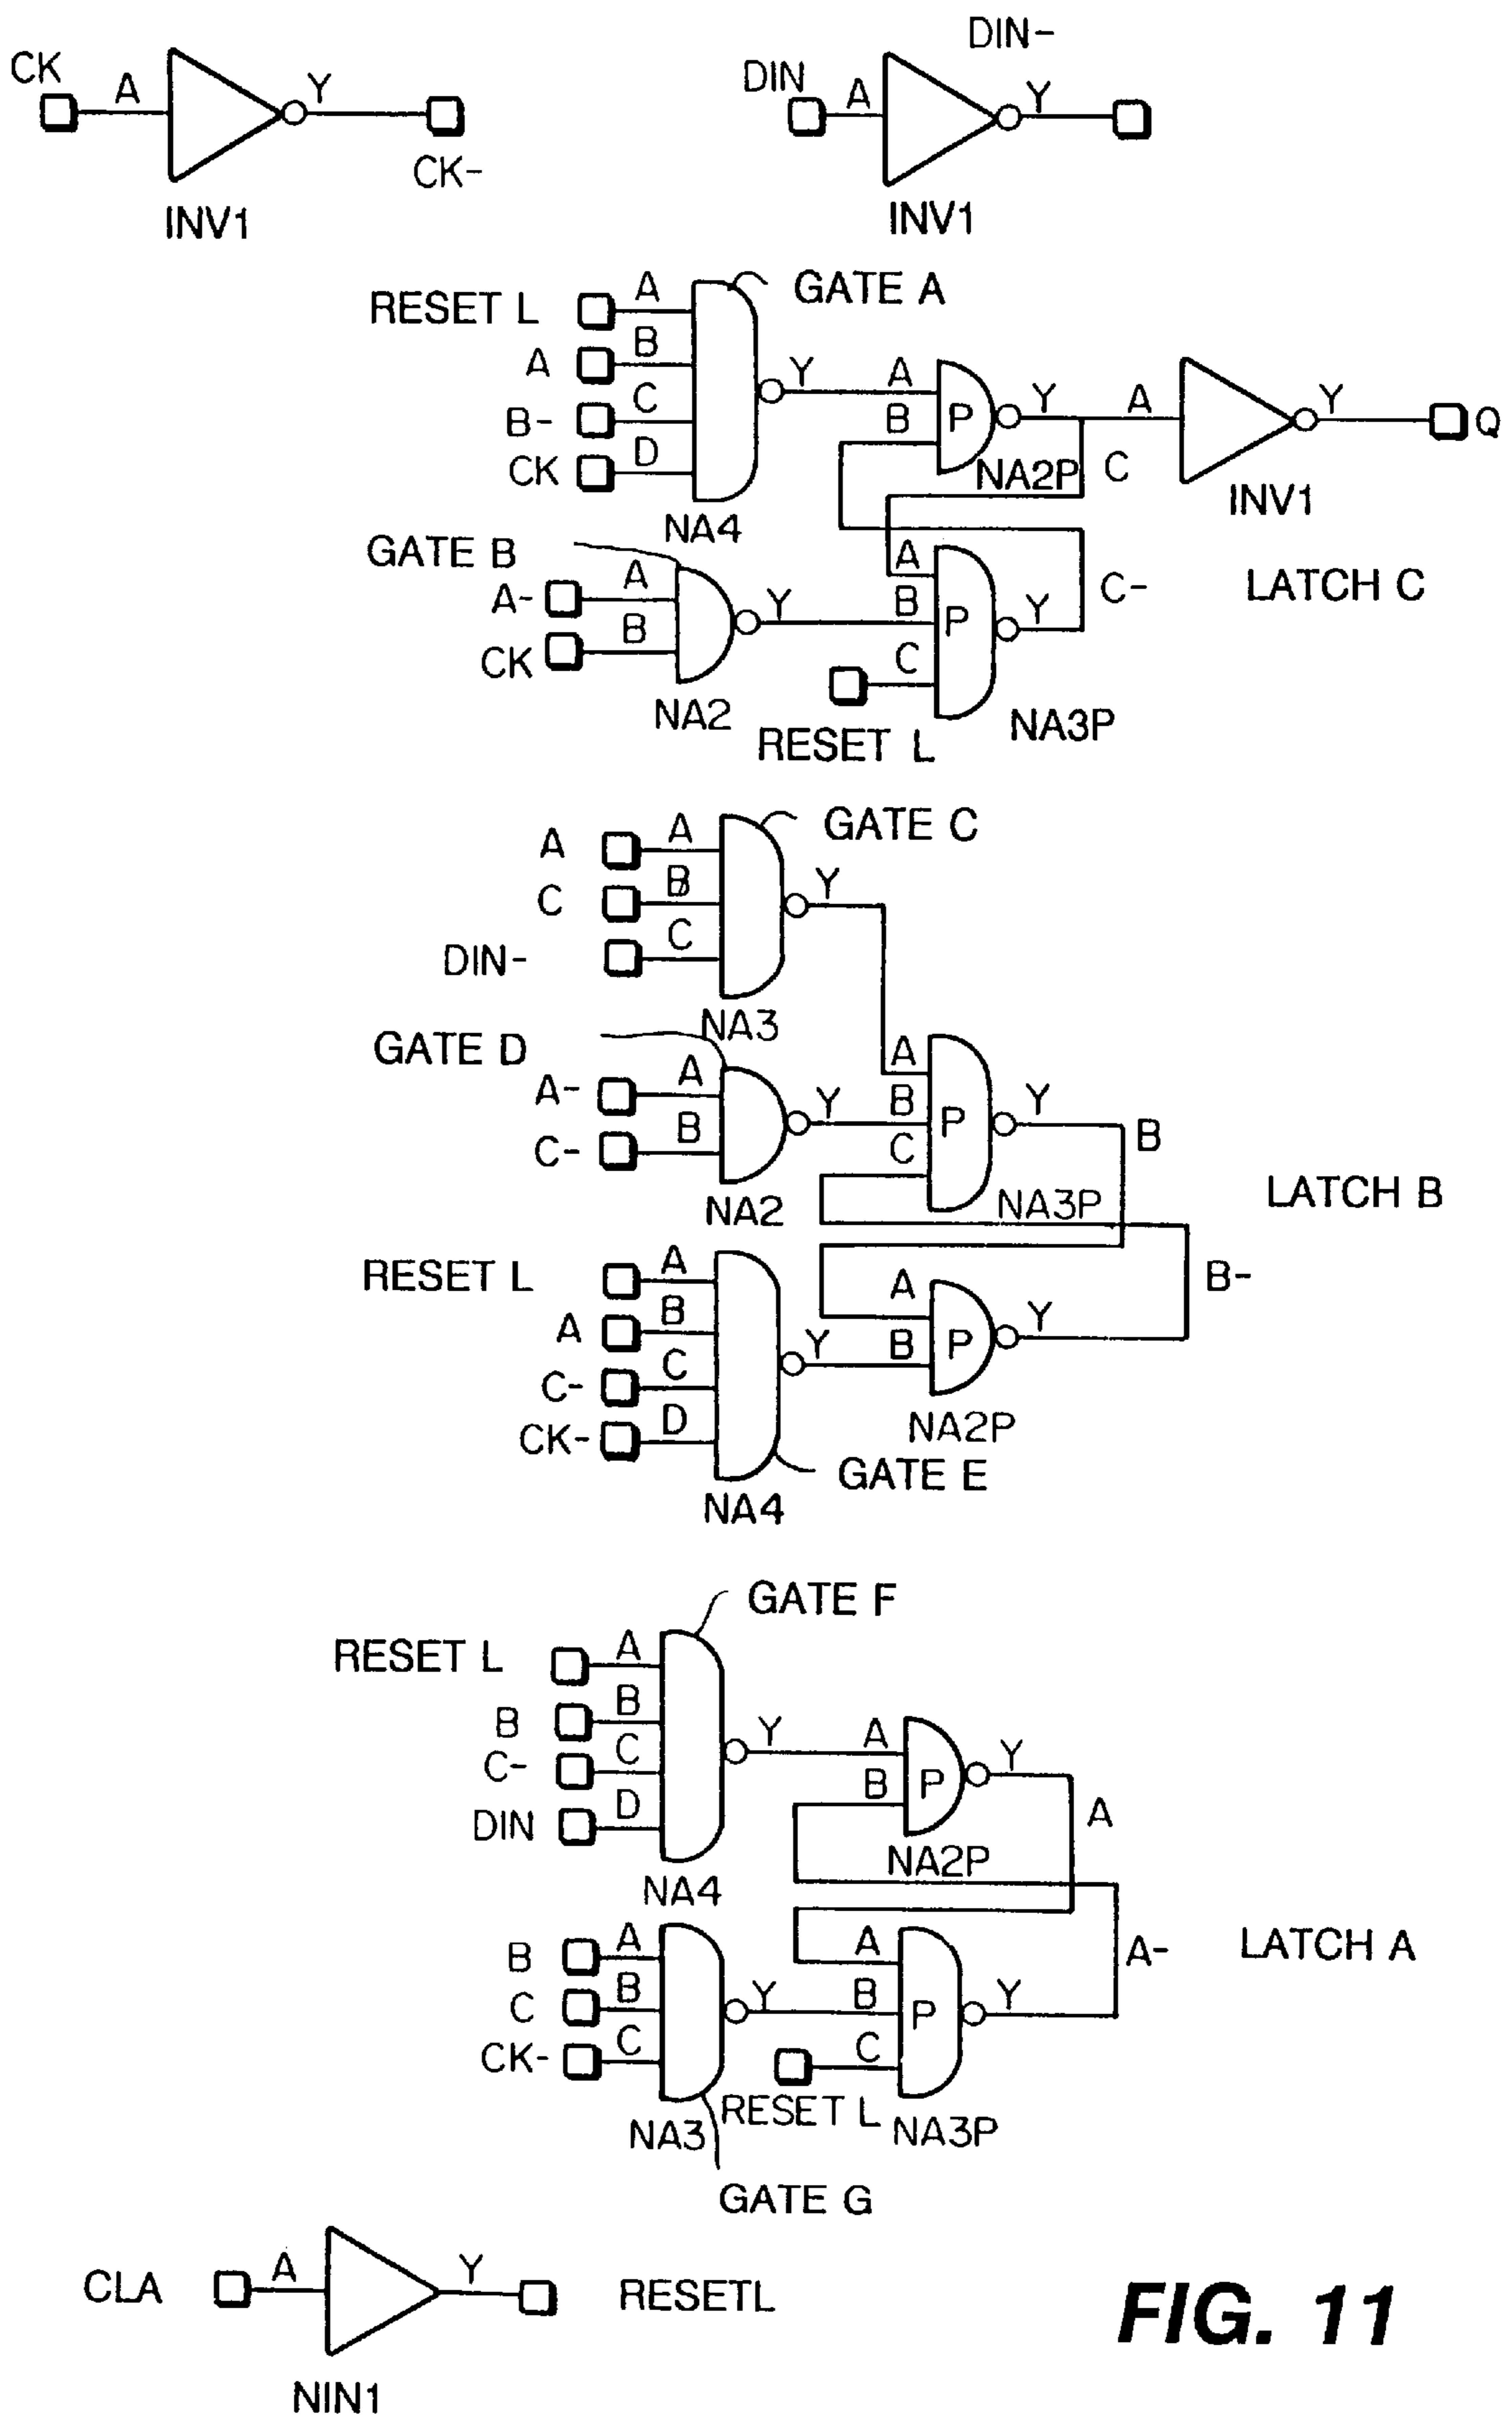 CK A Y CK-
INV1
DIN A Y DIN-
INV1
GATE A
RESET L A
A B
B- C
CK D
NA4
Y A
B P Y A Y Q
NA2P C
INV1
GATE B
A- A
CK B
NA2
Y
A
B P Y C-
C
RESET L
NA3P
LATCH C
GATE C
A A
C B
DIN- C
Y
NA3
GATE D
A- A
C- B
Y
NA2
A
B P Y B
C
NA3P
LATCH B
RESET L A
A B
C- C
CK- D
Y
NA4
GATE E
A
B P Y B-
NA2P
GATE F
RESET L A
B B
C- C
DIN D
Y
NA4
A
B P Y A
NA2P
B A
C B
CK- C
Y
NA3
GATE G
A
B P Y A-
C
RESET L
NA3P
LATCH A
CLA A Y RESETL
NIN1
FIG. 11